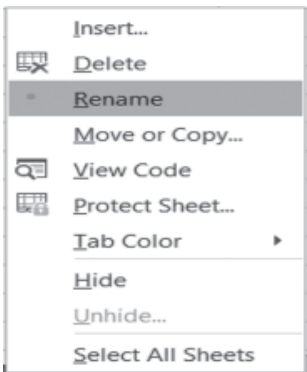 Insert...
Delete
Rename
Move or Copy...
View Code
Protect Sheet...
Tab Color
Hide
Unhide...
Select All Sheets